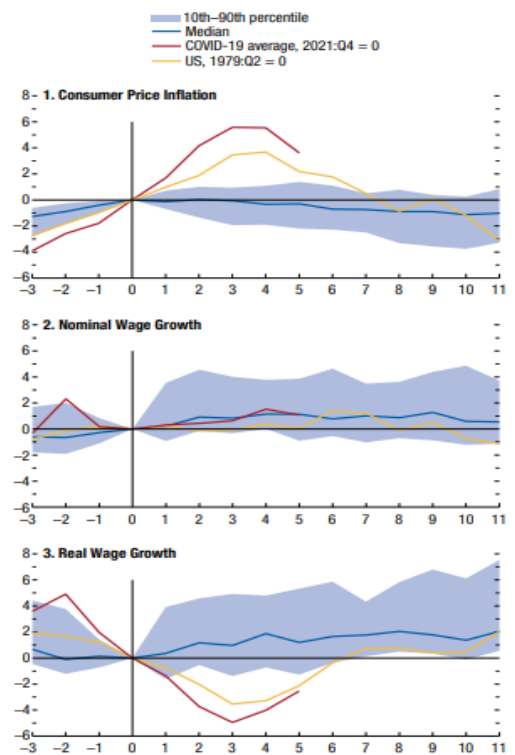 10th–90th percentile
Median
COVID-19 average, 2021:Q4 = 0
US, 1979:Q2 = 0
8
1. Consumer Price Inflation
6
4
2
0
−2
−4
−6
−3 −2 −1 0 1 2 3 4 5 6 7 8 9 10 11
8
2. Nominal Wage Growth
6
4
2
0
−2
−4
−6
−3 −2 −1 0 1 2 3 4 5 6 7 8 9 10 11
8
3. Real Wage Growth
6
4
2
0
−2
−4
−6
−3 −2 −1 0 1 2 3 4 5 6 7 8 9 10 11